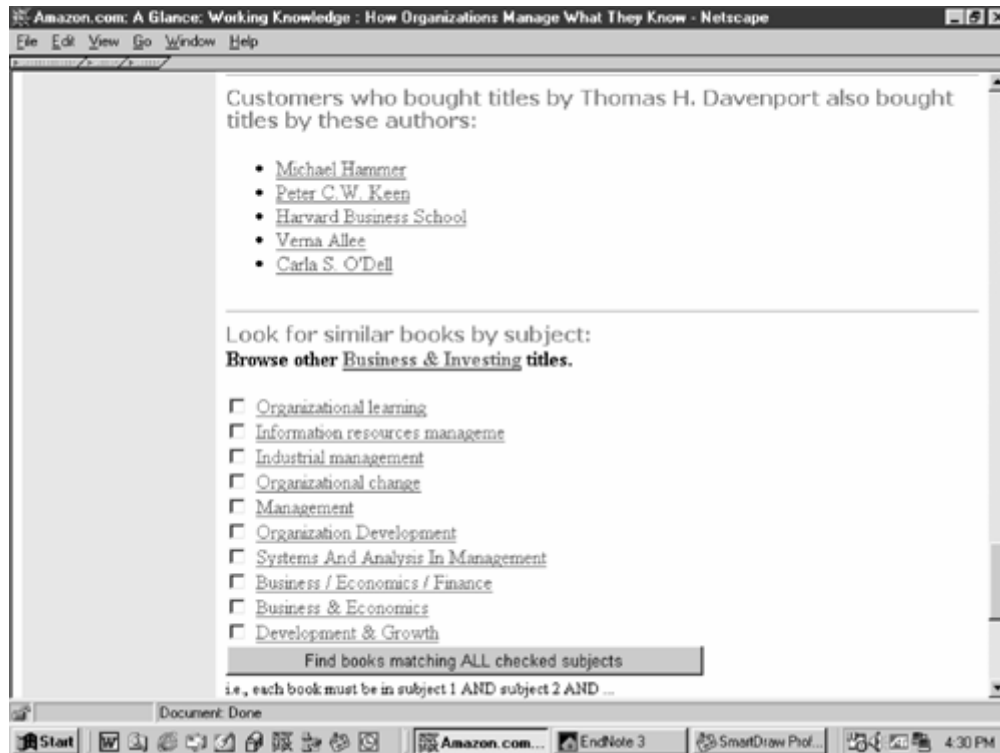 Amazon.com: A Glance: Working Knowledge : How Organizations Manage What They Know - Netscape
File Edit View Go Window Help
Customers who bought titles by Thomas H. Davenport also bought
titles by these authors:
Michael Hammer
Peter C.W. Keen
Harvard Business School
Verna Allee
Carla S. O'Dell
Look for similar books by subject:
Browse other Business & Investing titles.
Organizational learning
Information resources manageme
Industrial management
Organizational change
Management
Organization Development
Systems And Analysis In Management
Business / Economics / Finance
Business & Economics
Development & Growth
Find books matching ALL checked subjects
i.e., each book must be in subject 1 AND subject 2 AND ...
Document: Done
Start Amazon.com... EndNote 3 SmartDraw Prof... 4:30 PM